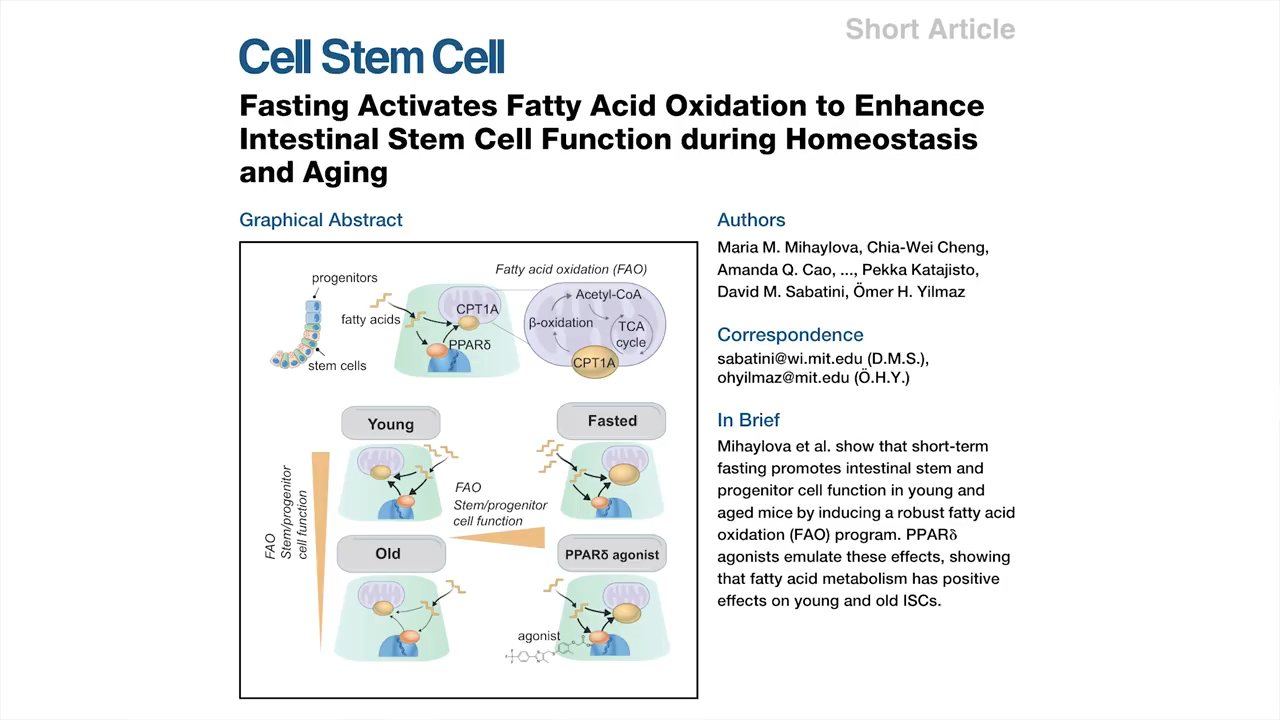 Short Article
Cell Stem Cell
Fasting Activates Fatty Acid Oxidation to Enhance
Intestinal Stem Cell Function during Homeostasis
and Aging
Graphical Abstract
progenitors
fatty acids
stem cells
Fatty acid oxidation (FAO)
CPT1A
PPARδ
Acetyl-CoA
β-oxidation
TCA
cycle
CPT1A
Young
Fasted
FAO
Stem/progenitor
cell function
FAO
Stem/progenitor
cell function
Old
PPARδ agonist
agonist
Authors
Maria M. Mihaylova, Chia-Wei Cheng,
Amanda Q. Cao, ..., Pekka Katajisto,
David M. Sabatini, Ömer H. Yilmaz
Correspondence
sabatini@wi.mit.edu (D.M.S.),
ohyilmaz@mit.edu (Ö.H.Y.)
In Brief
Mihaylova et al. show that short-term
fasting promotes intestinal stem and
progenitor cell function in young and
aged mice by inducing a robust fatty acid
oxidation (FAO) program. PPARδ
agonists emulate these effects, showing
that fatty acid metabolism has positive
effects on young and old ISCs.